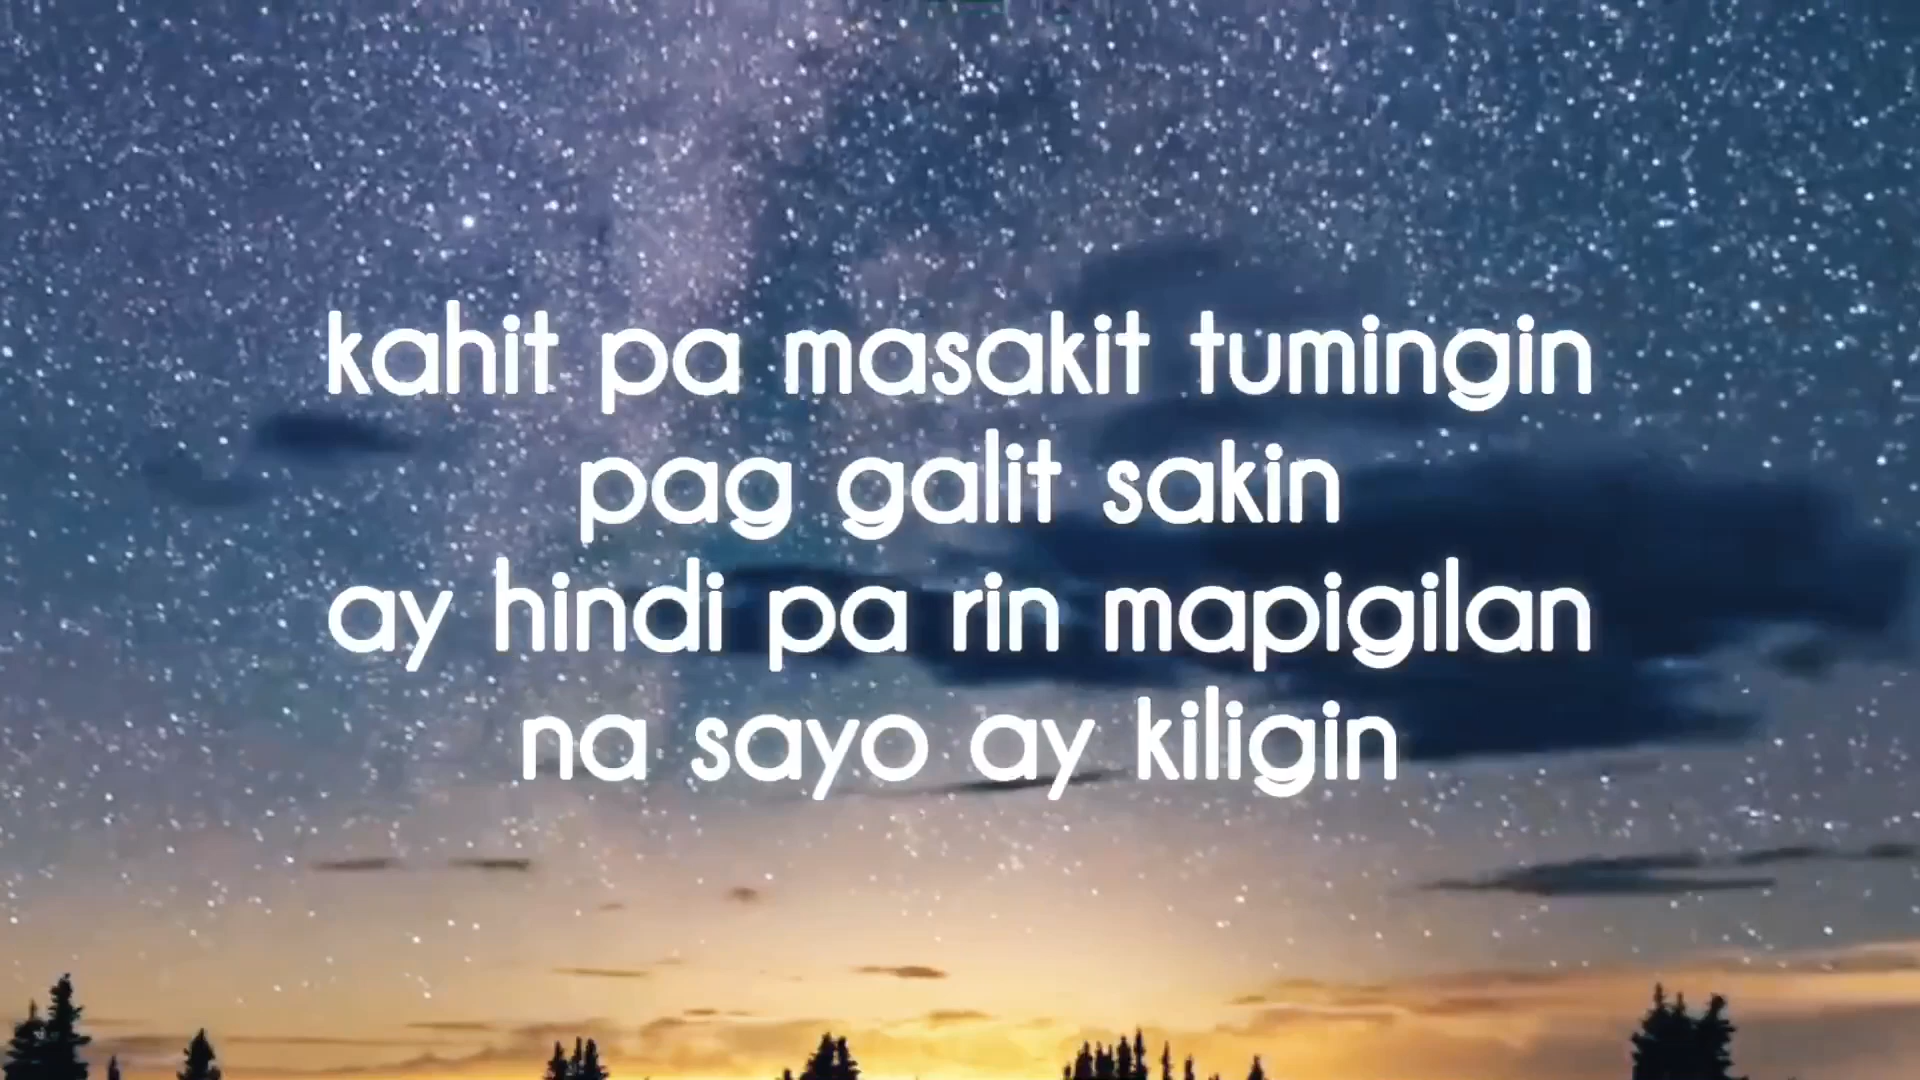 kahit pa masakit tumingin
pag galit sakin
ay hindi pa rin mapigilan
na sayo ay kiligin